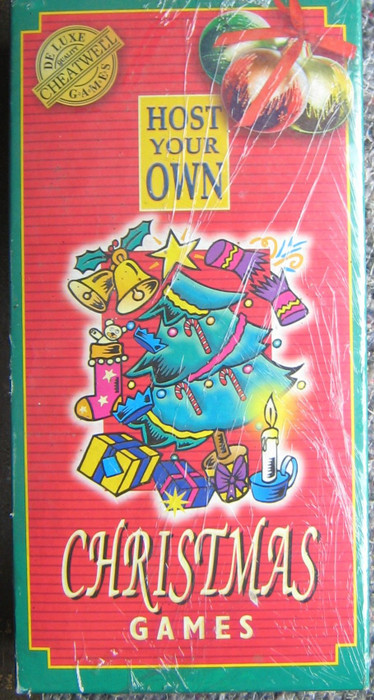 DE LUXE
QUALITY
CHEATWELL
GAMES
HOST
YOUR
OWN
CHRISTMAS
GAMES